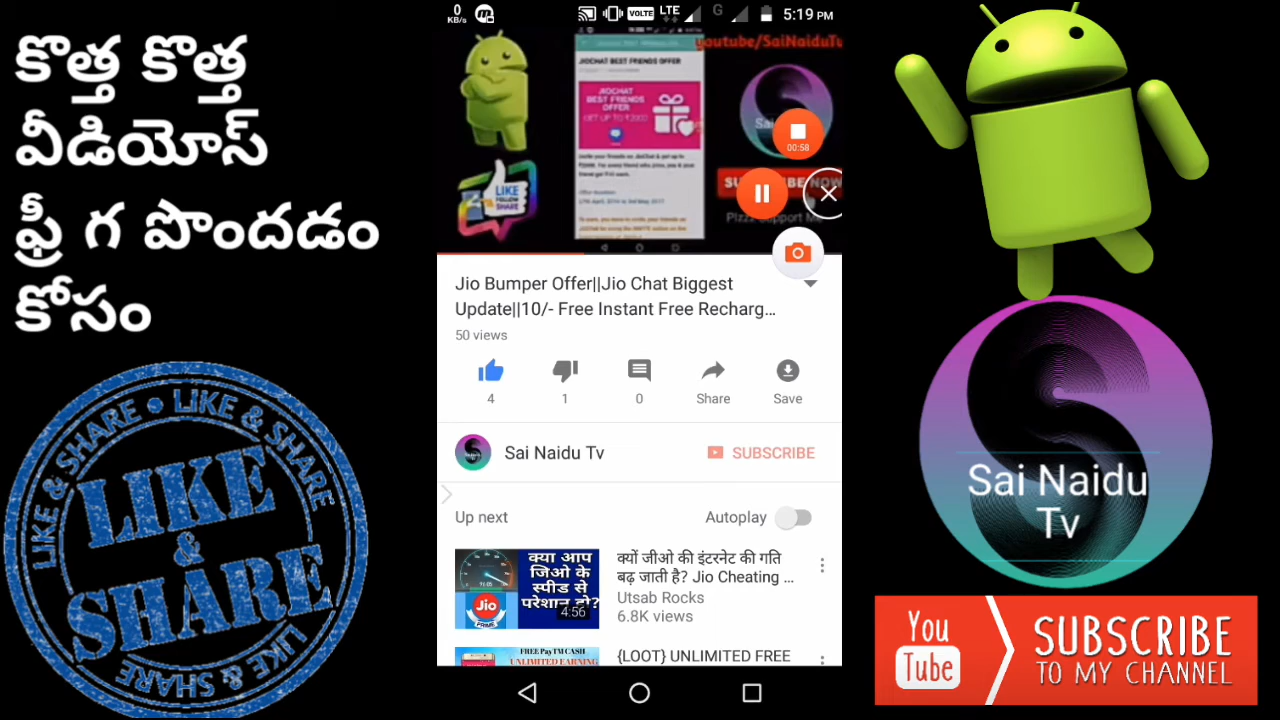 కొత్త కొత్త
వీడియోస్
ఫ్రీ గ పొందడం
కోసం
LIKE & SHARE • LIKE & SHARE
LIKE
&
SHARE
LIKE & SHARE
0
KB/s
VOLTE
LTE
G
5:19 PM
youtube/SaiNaiduTv
JIOCHAT BEST FRIENDS OFFER
JIOCHAT
BEST FRIENDS
OFFER
LIKE
FOLLOW
SHARE
00:58
Jio Bumper Offer||Jio Chat Biggest
Update||10/- Free Instant Free Recharg...
50 views
4
1
0
Share
Save
Sai Naidu Tv
SUBSCRIBE
Up next
Autoplay
क्या आप
जिओ के
स्पीड से
परेशान हो?
Jio
PRIME
4:56
क्यों जीओ की इंटरनेट की गति
बढ़ जाती है? Jio Cheating ...
Utsab Rocks
6.8K views
FREE PayTM CASH
UNLIMITED EARNING
{LOOT} UNLIMITED FREE
Sai Naidu
Tv
You
Tube
SUBSCRIBE
TO MY CHANNEL